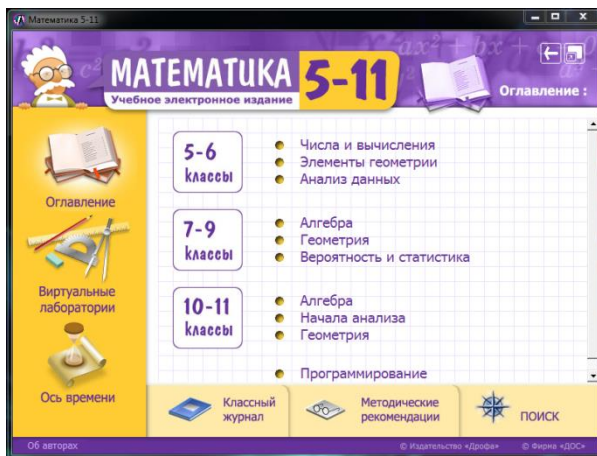 Математика 5-11
МАТЕМАТИКА 5-11
Учебное электронное издание
Оглавление :
Оглавление
Виртуальные
лаборатории
Ось времени
5-6
классы
Числа и вычисления
Элементы геометрии
Анализ данных
7-9
классы
Алгебра
Геометрия
Вероятность и статистика
10-11
классы
Алгебра
Начала анализа
Геометрия
Программирование
Классный
журнал
Методические
рекомендации
ПОИСК
Об авторах
© Издательство «Дрофа»
© Фирма «ДОС»